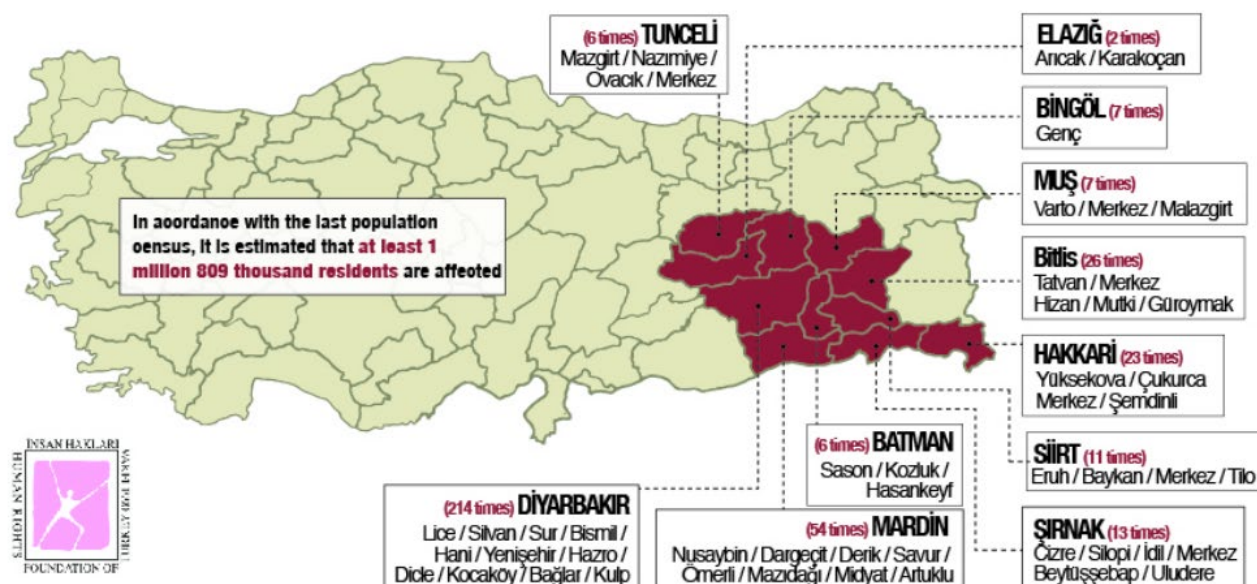 (6 times) TUNCELİ
Mazgirt / Nazımiye /
Ovacık / Merkez
ELAZIĞ (2 times)
Arıcak / Karakoçan
BİNGÖL (7 times)
Genç
MUŞ (7 times)
Varto / Merkez / Malazgirt
In aoordanoe with the last population
oensus, it is estimated that at least 1
million 809 thousand residents are affeoted
Bitlis (26 times)
Tatvan / Merkez
Hizan / Mutki / Güroymak
HAKKARİ (23 times)
Yüksekova / Çukurca
Merkez / Şemdinli
(6 times) BATMAN
Sason / Kozluk /
Hasankeyf
SİİRT (11 times)
Eruh / Baykan / Merkez / Tilo
(214 times) DİYARBAKIR
Lice / Silvan / Sur / Bismil /
Hani / Yenişehir / Hazro /
Dicle / Kocaköy / Bağlar / Kulp
(54 times) MARDİN
Nusaybin / Dargeçit / Derik / Savur /
Ömerli / Mazıdağı / Midyat / Artuklu
ŞIRNAK (13 times)
Cizre / Silopi / İdil / Merkez
Beytüşşebap / Uludere
İNSAN HAKLARI
HUMAN RIGHTS
FOUNDATION OF